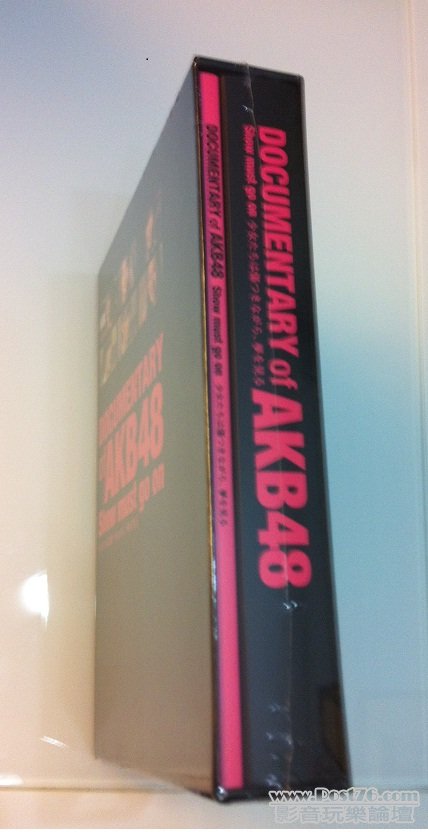 DOCUMENTARY
of AKB48
Show must go on
DOCUMENTARY of AKB48 Show must go on 少女たちは傷つきながら、夢を見る
DOCUMENTARY of AKB48
Show must go on 少女たちは傷つきながら、夢を見る
www.Post76.com
影音玩樂論壇